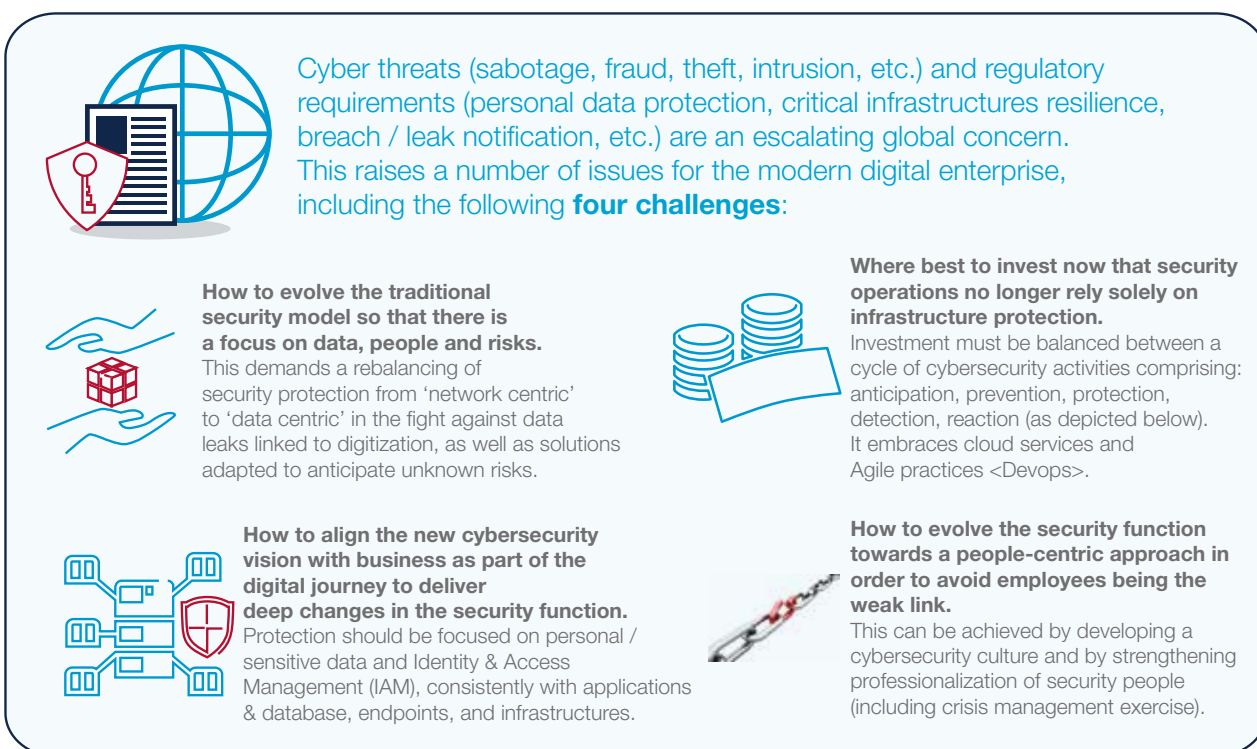 Cyber threats (sabotage, fraud, theft, intrusion, etc.) and regulatory
requirements (personal data protection, critical infrastructures resilience,
breach / leak notification, etc.) are an escalating global concern.
This raises a number of issues for the modern digital enterprise,
including the following four challenges:
How to evolve the traditional
security model so that there is
a focus on data, people and risks.
This demands a rebalancing of
security protection from ‘network centric’
to ‘data centric’ in the fight against data
leaks linked to digitization, as well as solutions
adapted to anticipate unknown risks.
Where best to invest now that security
operations no longer rely solely on
infrastructure protection.
Investment must be balanced between a
cycle of cybersecurity activities comprising:
anticipation, prevention, protection,
detection, reaction (as depicted below).
It embraces cloud services and
Agile practices <Devops>.
How to align the new cybersecurity
vision with business as part of the
digital journey to deliver
deep changes in the security function.
Protection should be focused on personal /
sensitive data and Identity & Access
Management (IAM), consistently with applications
& database, endpoints, and infrastructures.
How to evolve the security function
towards a people-centric approach in
order to avoid employees being the
weak link.
This can be achieved by developing a
cybersecurity culture and by strengthening
professionalization of security people
(including crisis management exercise).